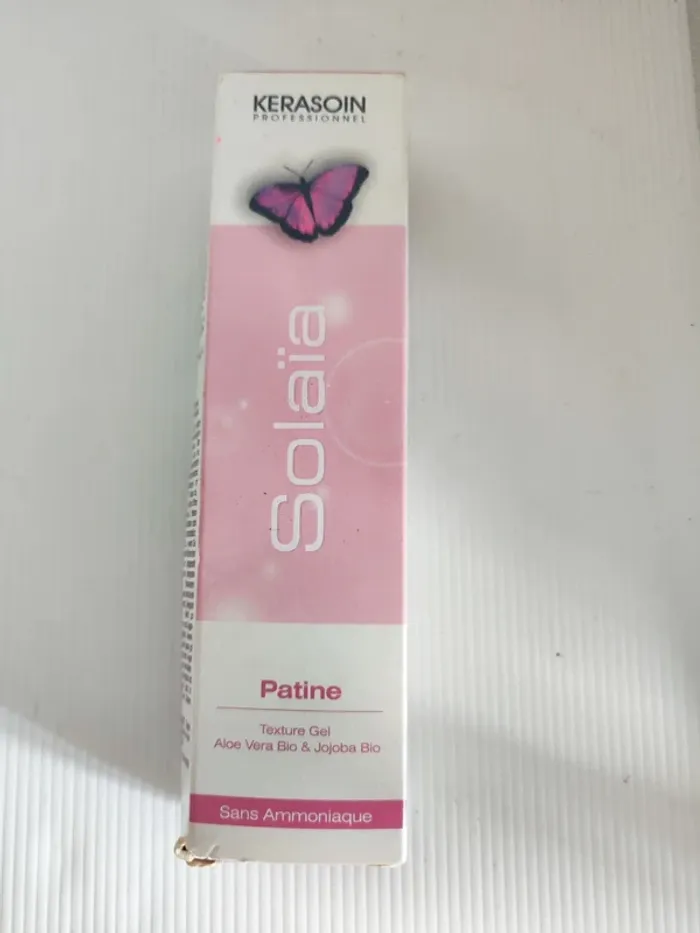 KERASOIN
PROFESSIONNEL
Solaïa
Patine
Texture Gel
Aloe Vera Bio & Jojoba Bio
Sans Ammoniaque